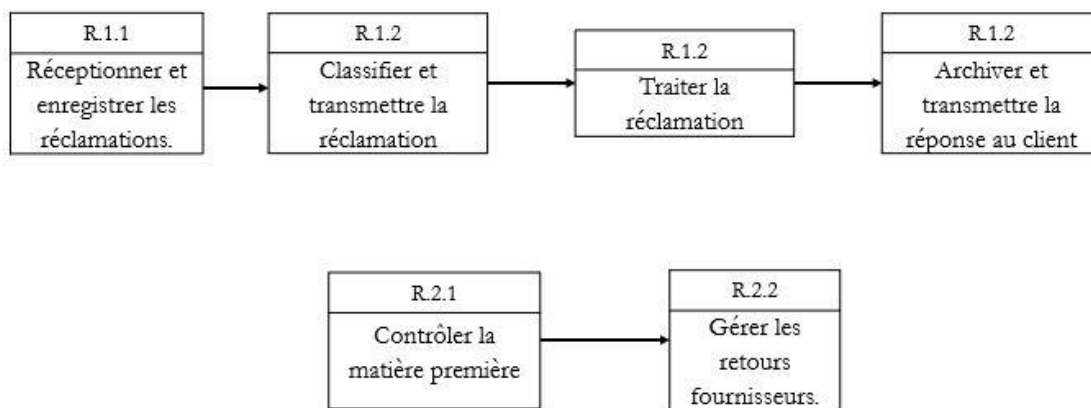 R.1.1
Réceptionner et
enregistrer les
réclamations.
R.1.2
Classifier et
transmettre la
réclamation
R.1.2
Traiter la
réclamation
R.1.2
Archiver et
transmettre la
réponse au client
R.2.1
Contrôler la
matière première
R.2.2
Gérer les
retours
fournisseurs.